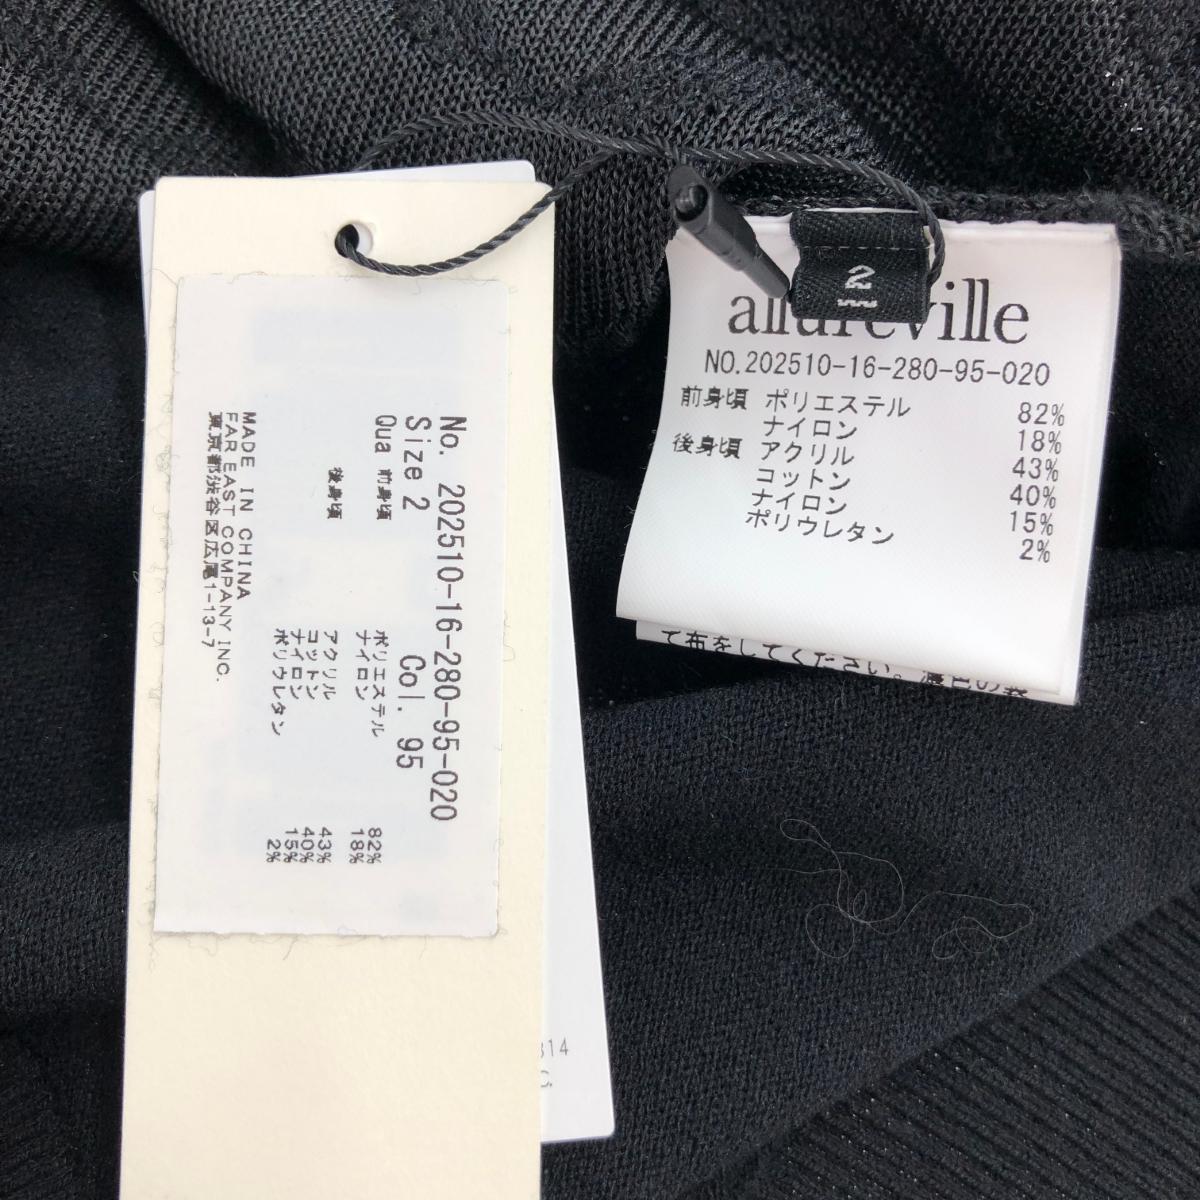 No. 202510-16-280-95-020
Size 2 Col. 95
Qua 前身頃 ポリエステル 82%
ナイロン 18%
後身頃 アクリル 43%
コットン 40%
ナイロン 15%
ポリウレタン 2%
MADE IN CHINA
FAR EAST COMPANY INC.
東京都渋谷区広尾1-13-7
314
2
allureville
NO.202510-16-280-95-020
前身頃 ポリエステル 82%
ナイロン 18%
後身頃 アクリル 43%
コットン 40%
ナイロン 15%
ポリウレタン 2%
て布をしてください。濃色の製